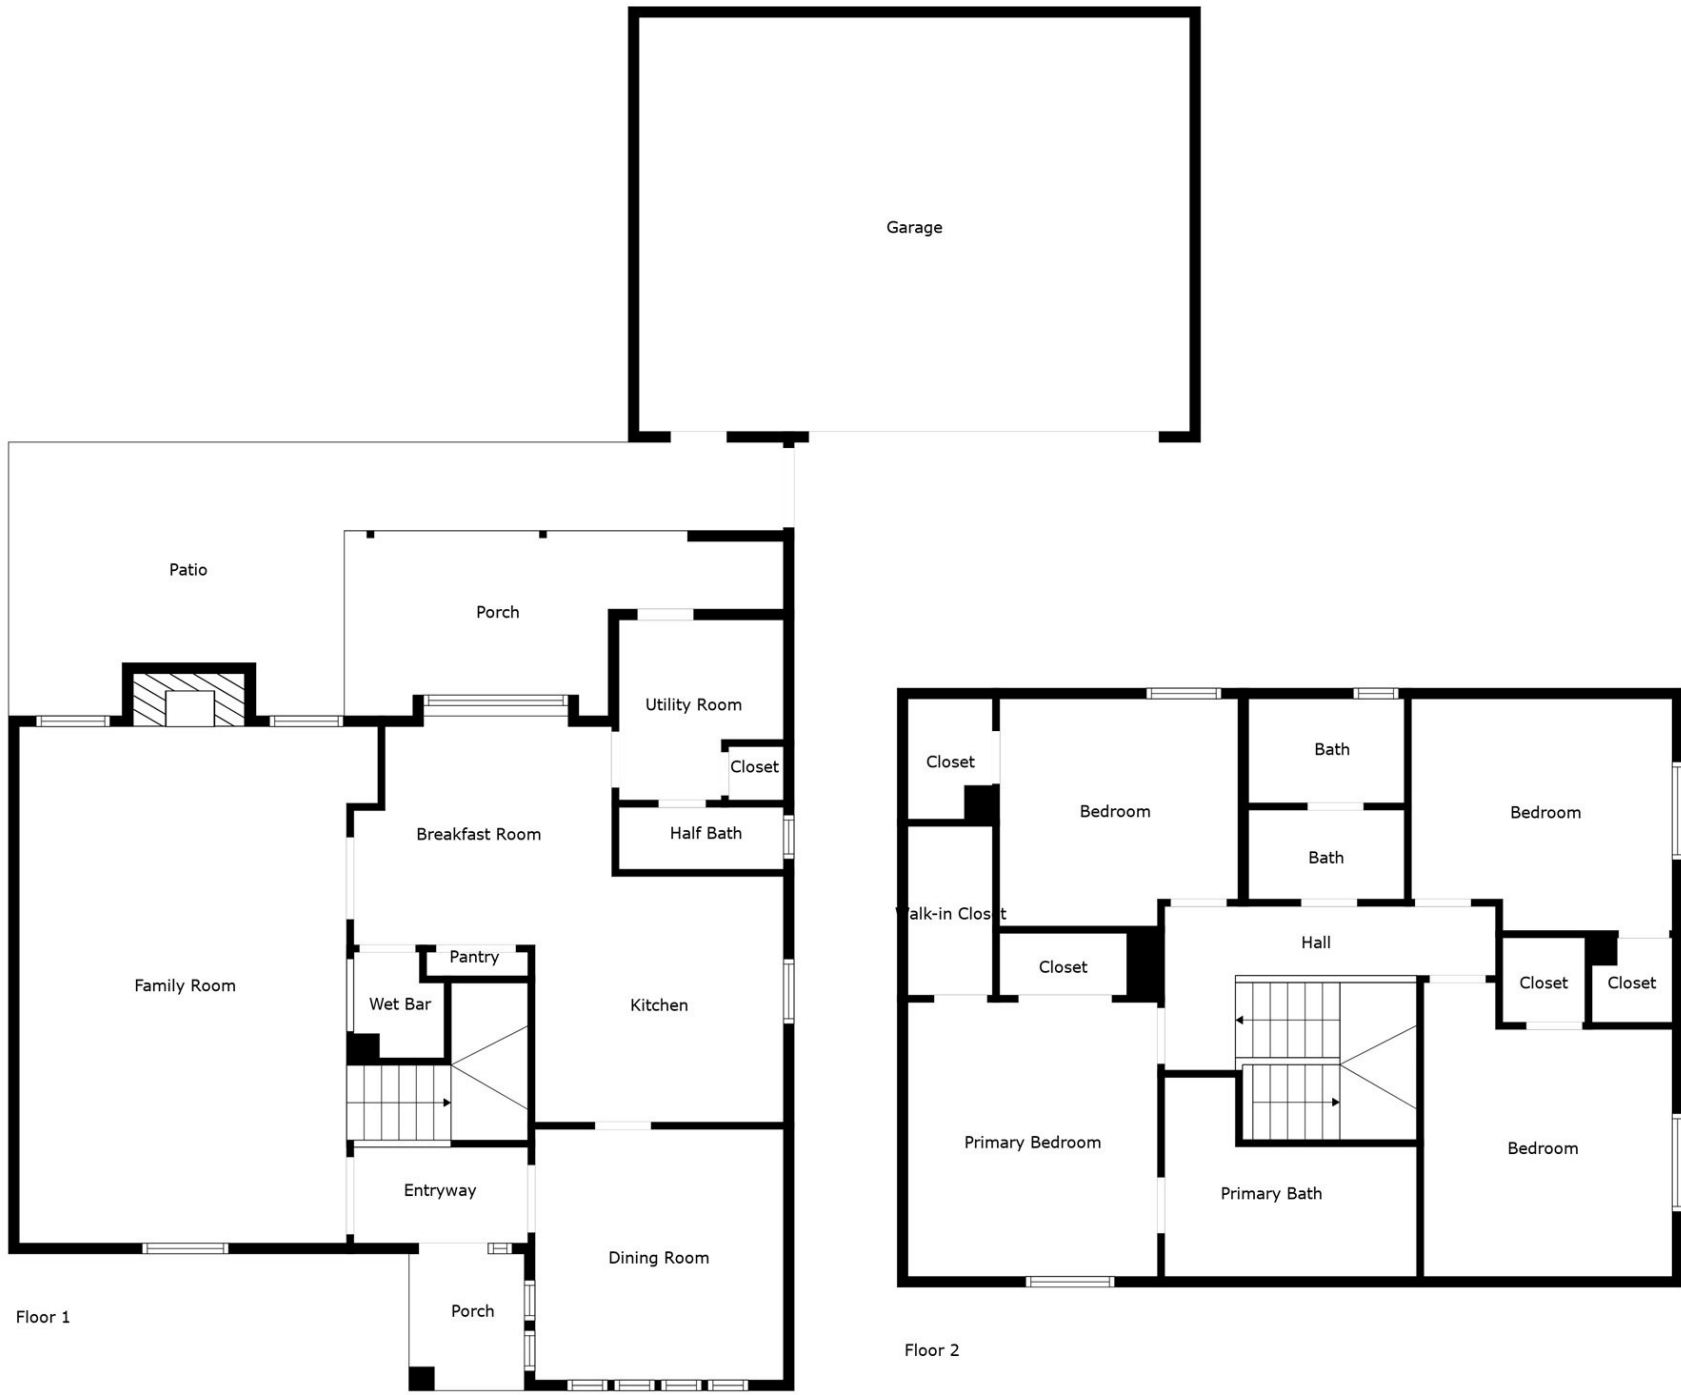 Garage
Patio
Porch
Utility Room
Closet
Half Bath
Breakfast Room
Pantry
Wet Bar
Family Room
Kitchen
Entryway
Dining Room
Porch
Floor 1
Closet
Bedroom
Bath
Bath
Bedroom
Walk-in Closet
Hall
Closet
Closet
Closet
Primary Bedroom
Primary Bath
Bedroom
Floor 2